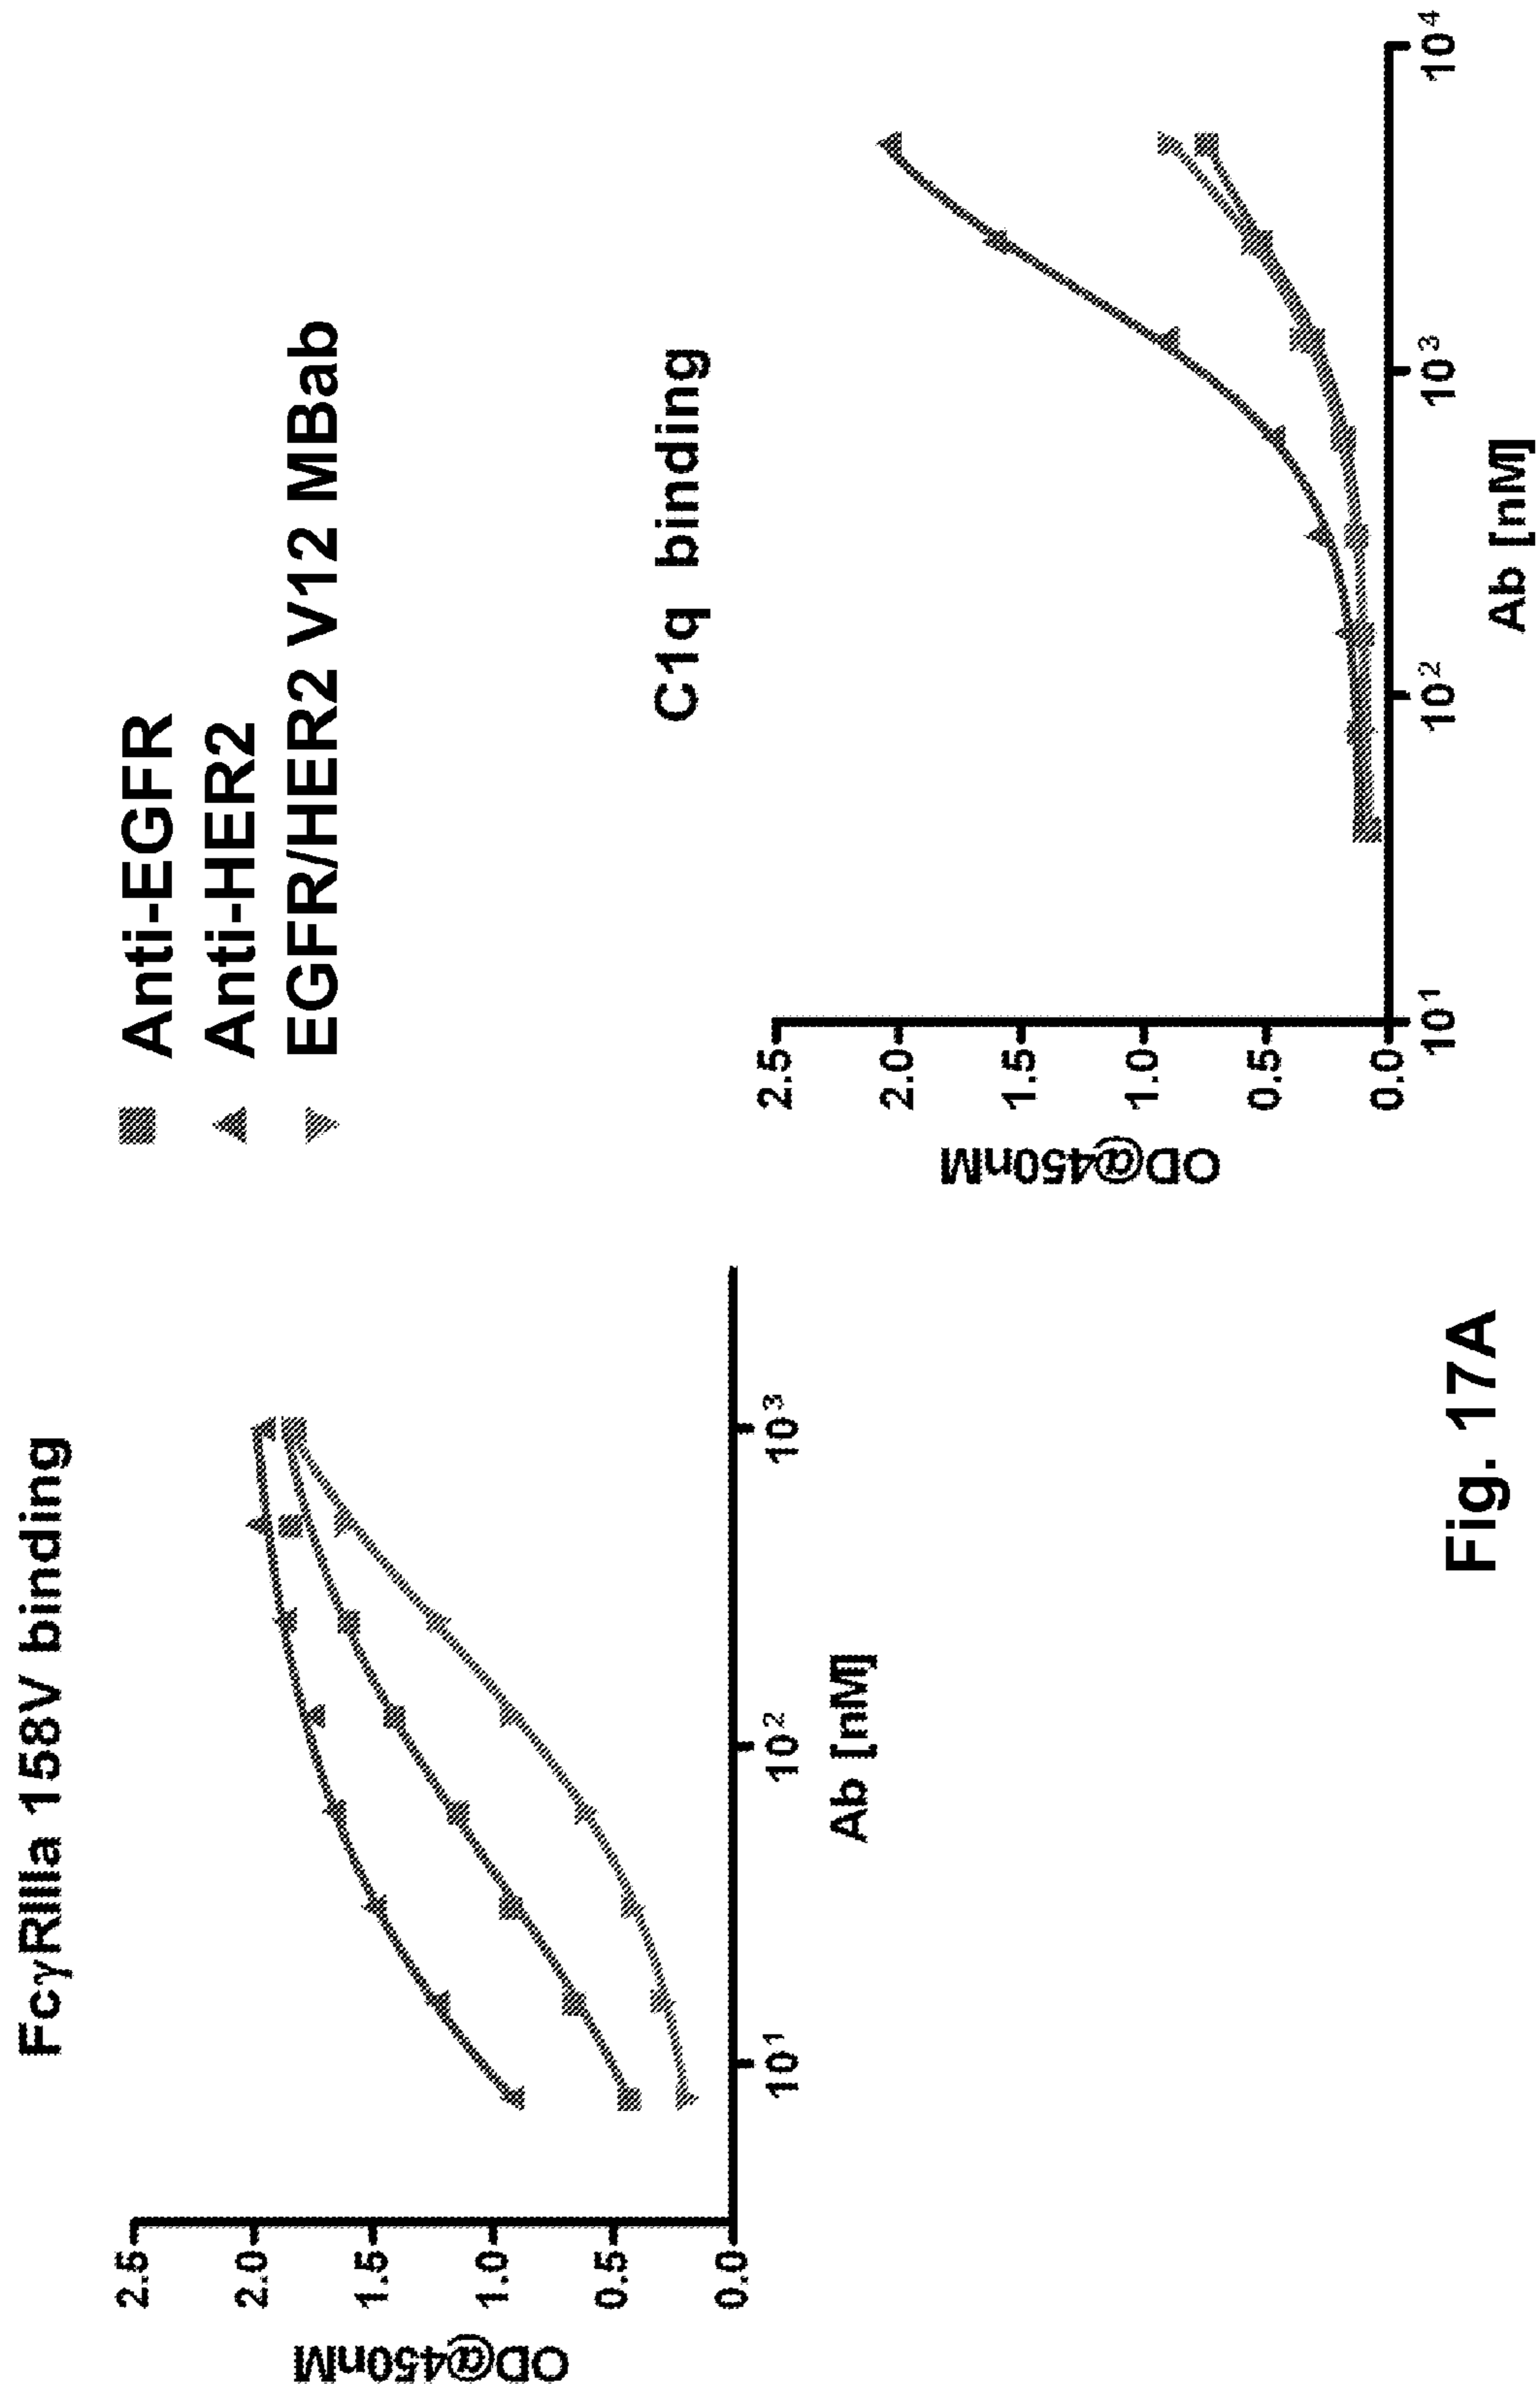 FcγRIIIa 158V binding
OD@450nM
2.5
2.0
1.5
1.0
0.5
0.0
10¹
10²
10³
Ab [nM]
Anti-EGFR
Anti-HER2
EGFR/HER2 V12 MBab
C1q binding
OD@450nM
2.5
2.0
1.5
1.0
0.5
0.0
10¹
10²
10³
10⁴
Ab [nM]
Fig. 17A